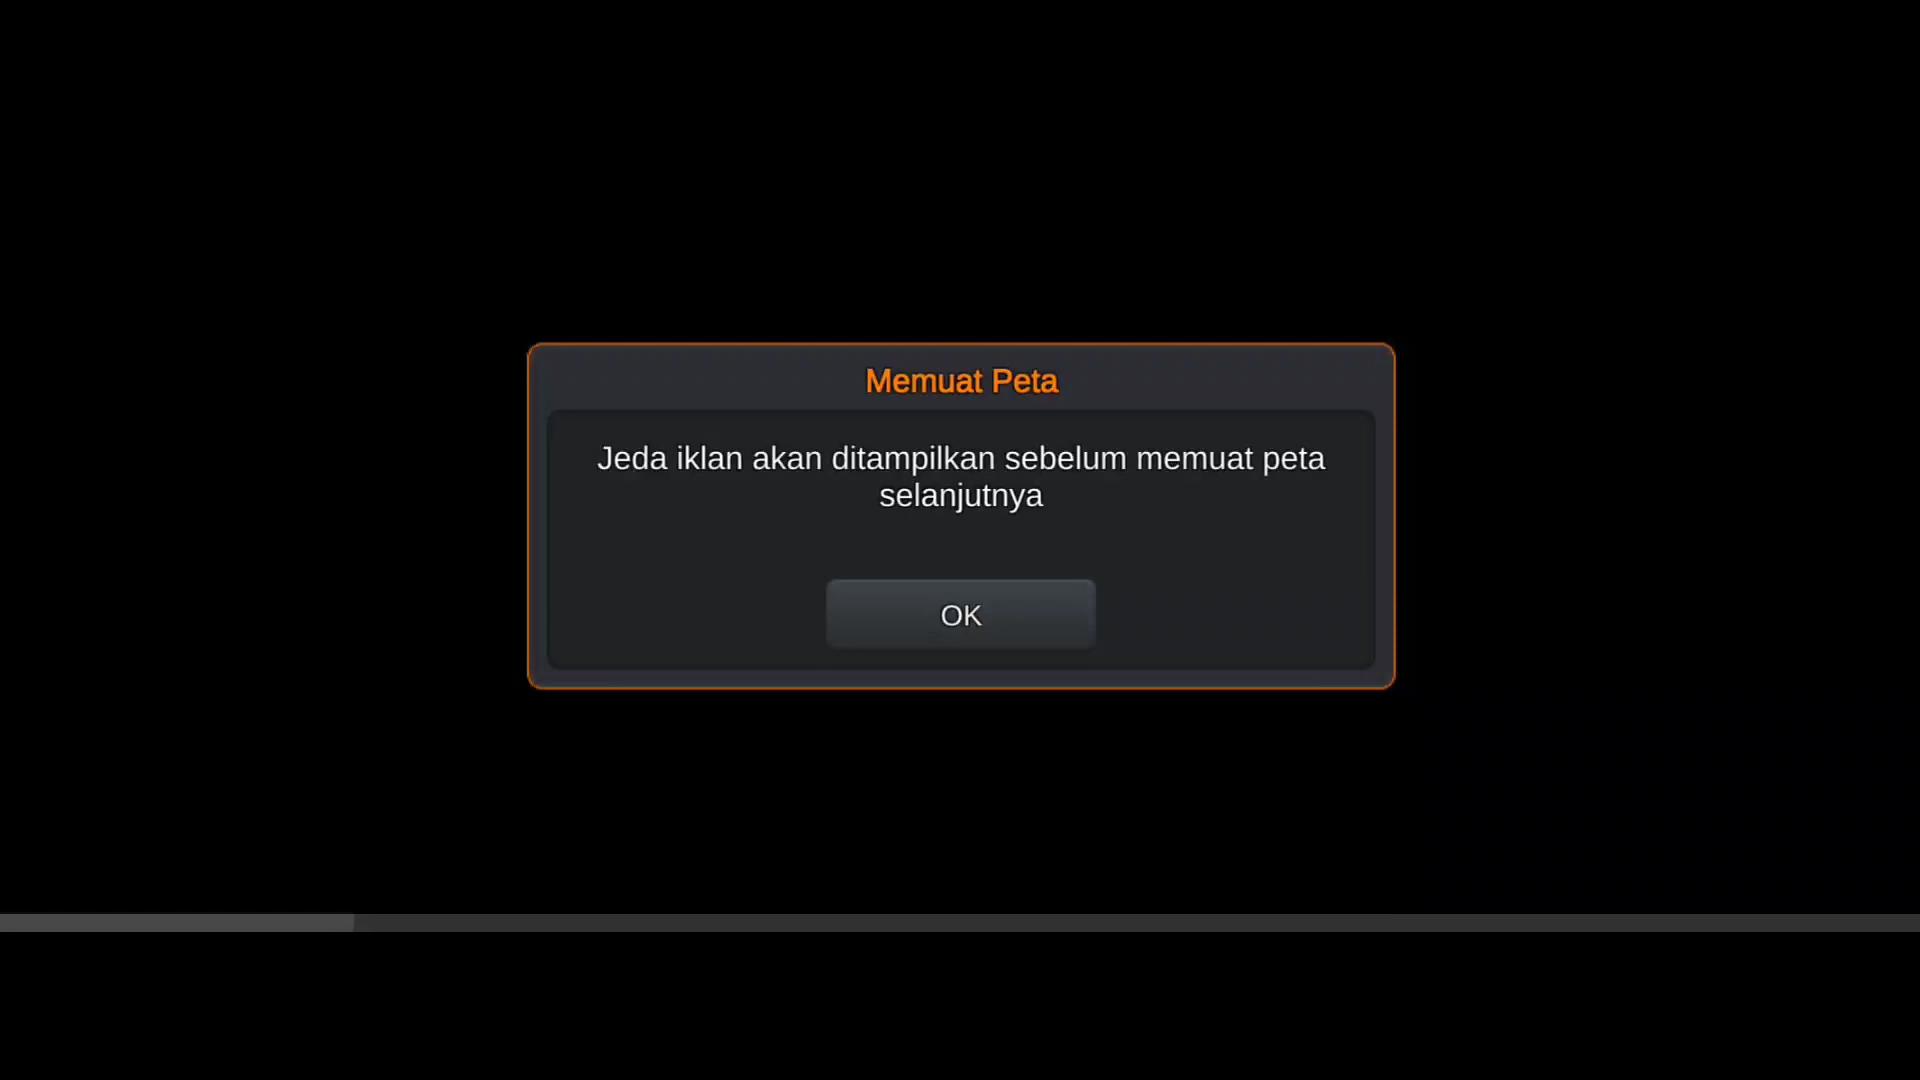 Memuat Peta
Jeda iklan akan ditampilkan sebelum memuat peta
selanjutnya
OK